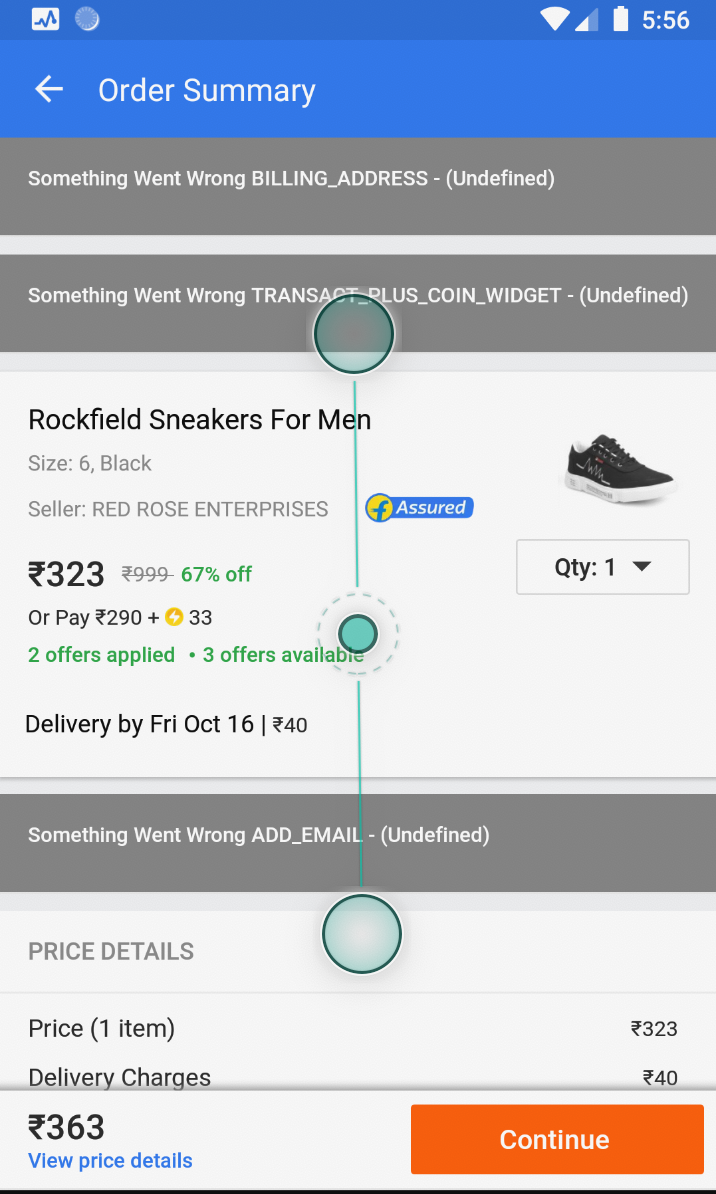 5:56
Order Summary
Something Went Wrong BILLING_ADDRESS - (Undefined)
Something Went Wrong TRANSACT_PLUS_COIN_WIDGET - (Undefined)
Rockfield Sneakers For Men
Size: 6, Black
Seller: RED ROSE ENTERPRISES f Assured
₹323 ₹999 67% off
Qty: 1
Or Pay ₹290 + 33
2 offers applied • 3 offers available
Delivery by Fri Oct 16 | ₹40
Something Went Wrong ADD_EMAIL - (Undefined)
PRICE DETAILS
Price (1 item) ₹323
Delivery Charges ₹40
₹363
View price details
Continue